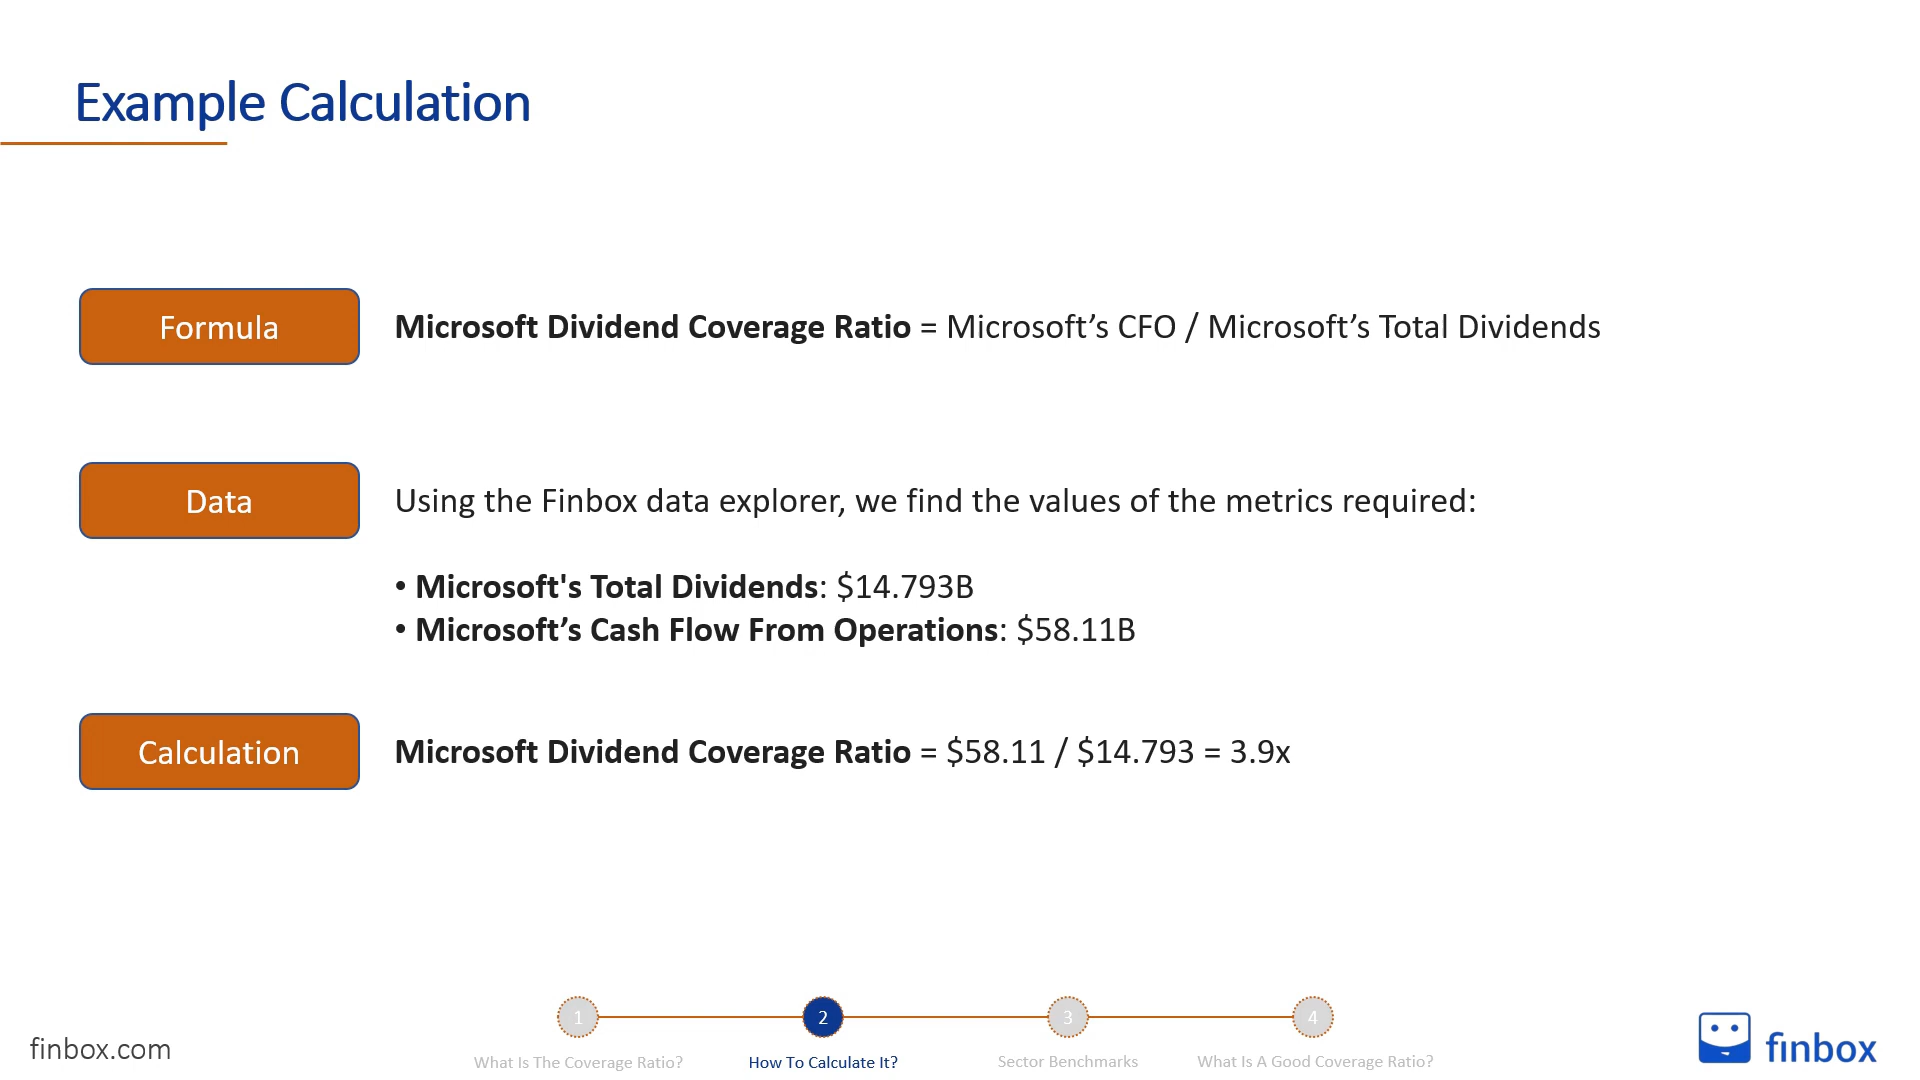 Example Calculation
Formula
Microsoft Dividend Coverage Ratio = Microsoft’s CFO / Microsoft’s Total Dividends
Data
Using the Finbox data explorer, we find the values of the metrics required:
• Microsoft's Total Dividends: $14.793B
• Microsoft’s Cash Flow From Operations: $58.11B
Calculation
Microsoft Dividend Coverage Ratio = $58.11 / $14.793 = 3.9x
1
2
3
4
What Is The Coverage Ratio?
How To Calculate It?
Sector Benchmarks
What Is A Good Coverage Ratio?
finbox.com
finbox